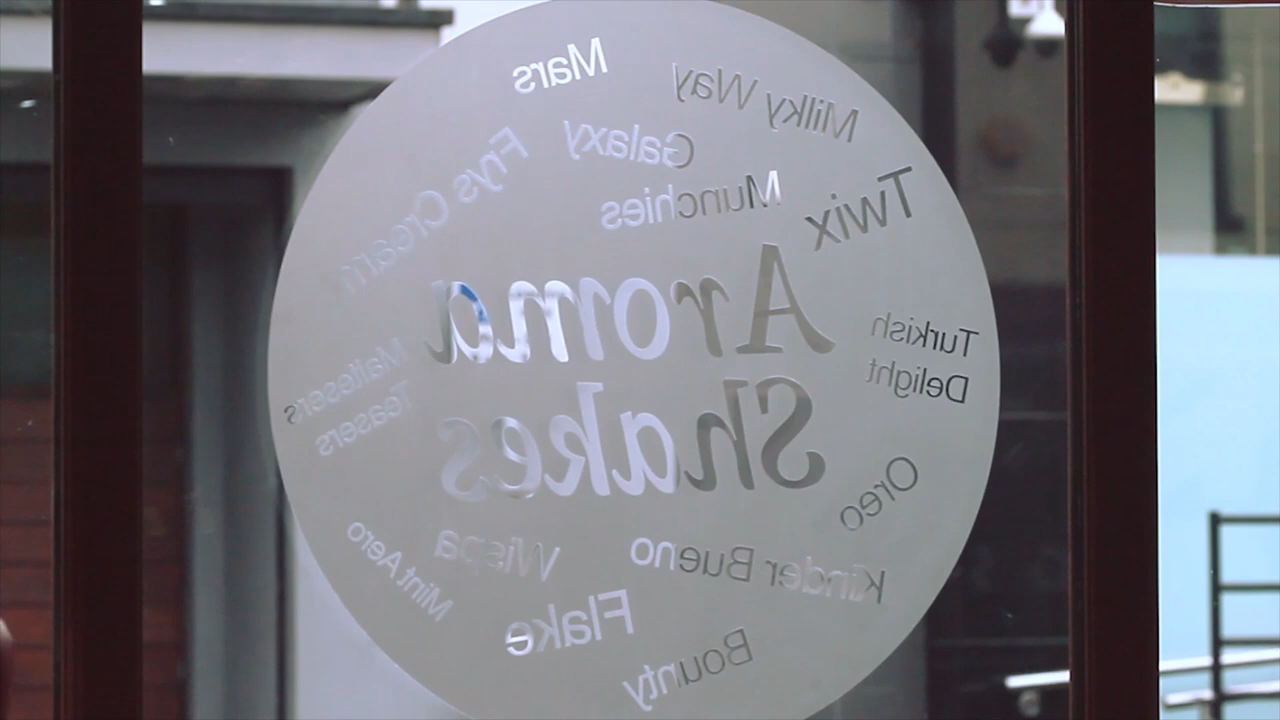 Mars
Milky Way
Galaxy
Frys Cream
Munchies
Twix
Aroma
Shakes
Turkish
Delight
Maltesers
Teasers
Oreo
Mint Aero
Wispa
Kinder Bueno
Flake
Bounty